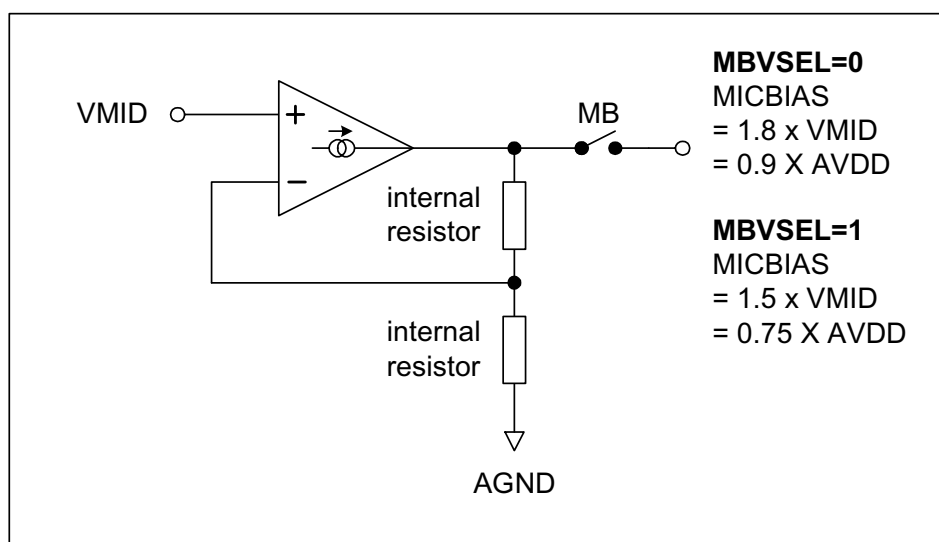 VMID
+
−
MB
internal
resistor
internal
resistor
AGND
MBVSEL=0
MICBIAS
= 1.8 x VMID
= 0.9 X AVDD
MBVSEL=1
MICBIAS
= 1.5 x VMID
= 0.75 X AVDD